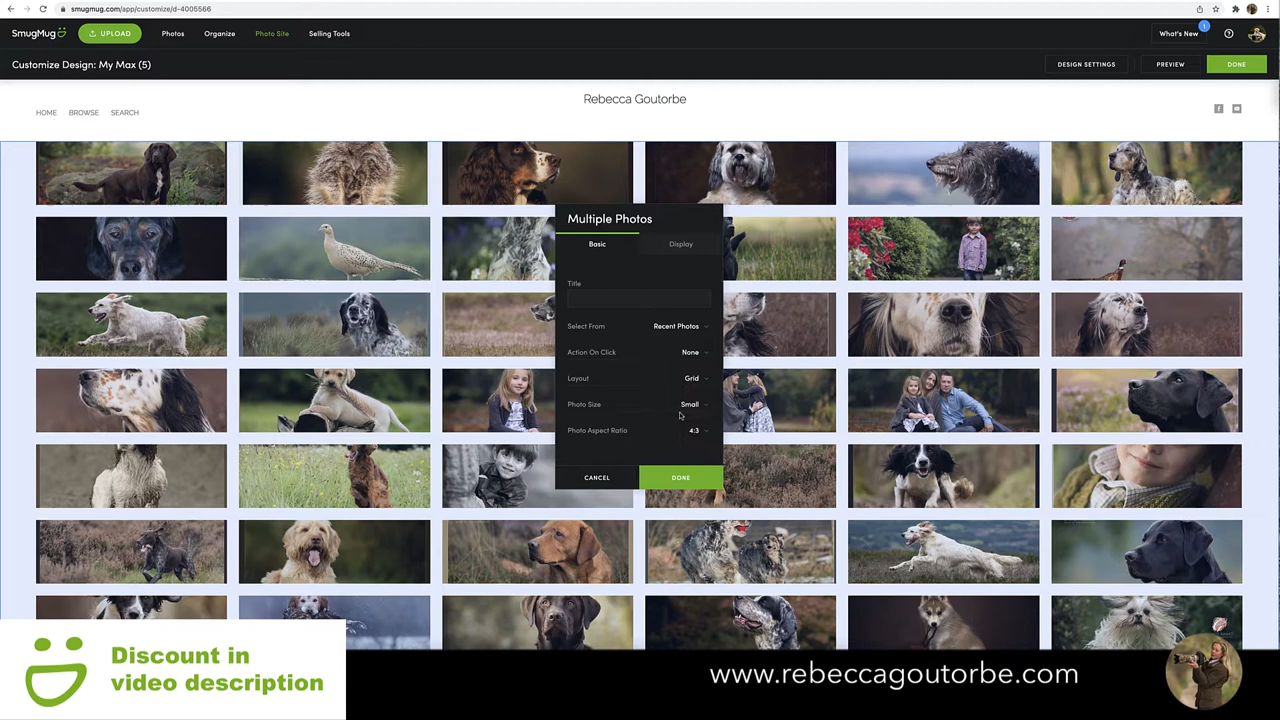 smugmug.com/app/customize/d-4005566
SmugMug
UPLOAD
Photos
Organize
Photo Site
Selling Tools
What's New
1
Customize Design: My Max (5)
DESIGN SETTINGS
PREVIEW
DONE
HOME
BROWSE
SEARCH
Rebecca Goutorbe
Multiple Photos
Basic
Display
Title
Select From
Recent Photos
Action On Click
None
Layout
Grid
Photo Size
Small
Photo Aspect Ratio
4:3
CANCEL
DONE
Discount in
video description
www.rebeccagoutorbe.com